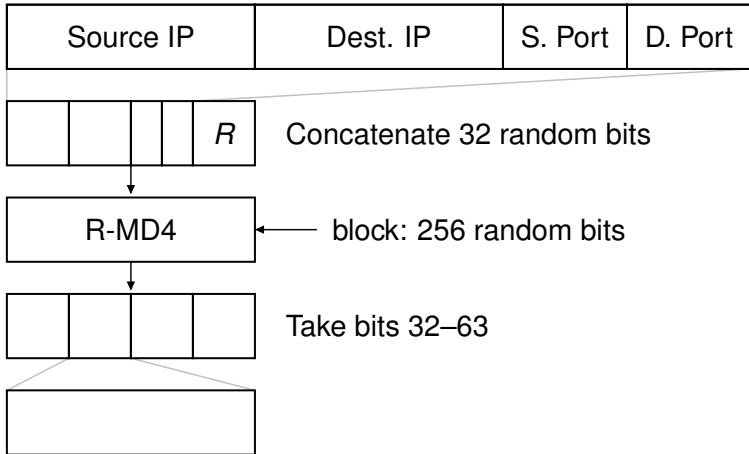 Source IP Dest. IP S. Port D. Port
R Concatenate 32 random bits
R-MD4 block: 256 random bits
Take bits 32–63